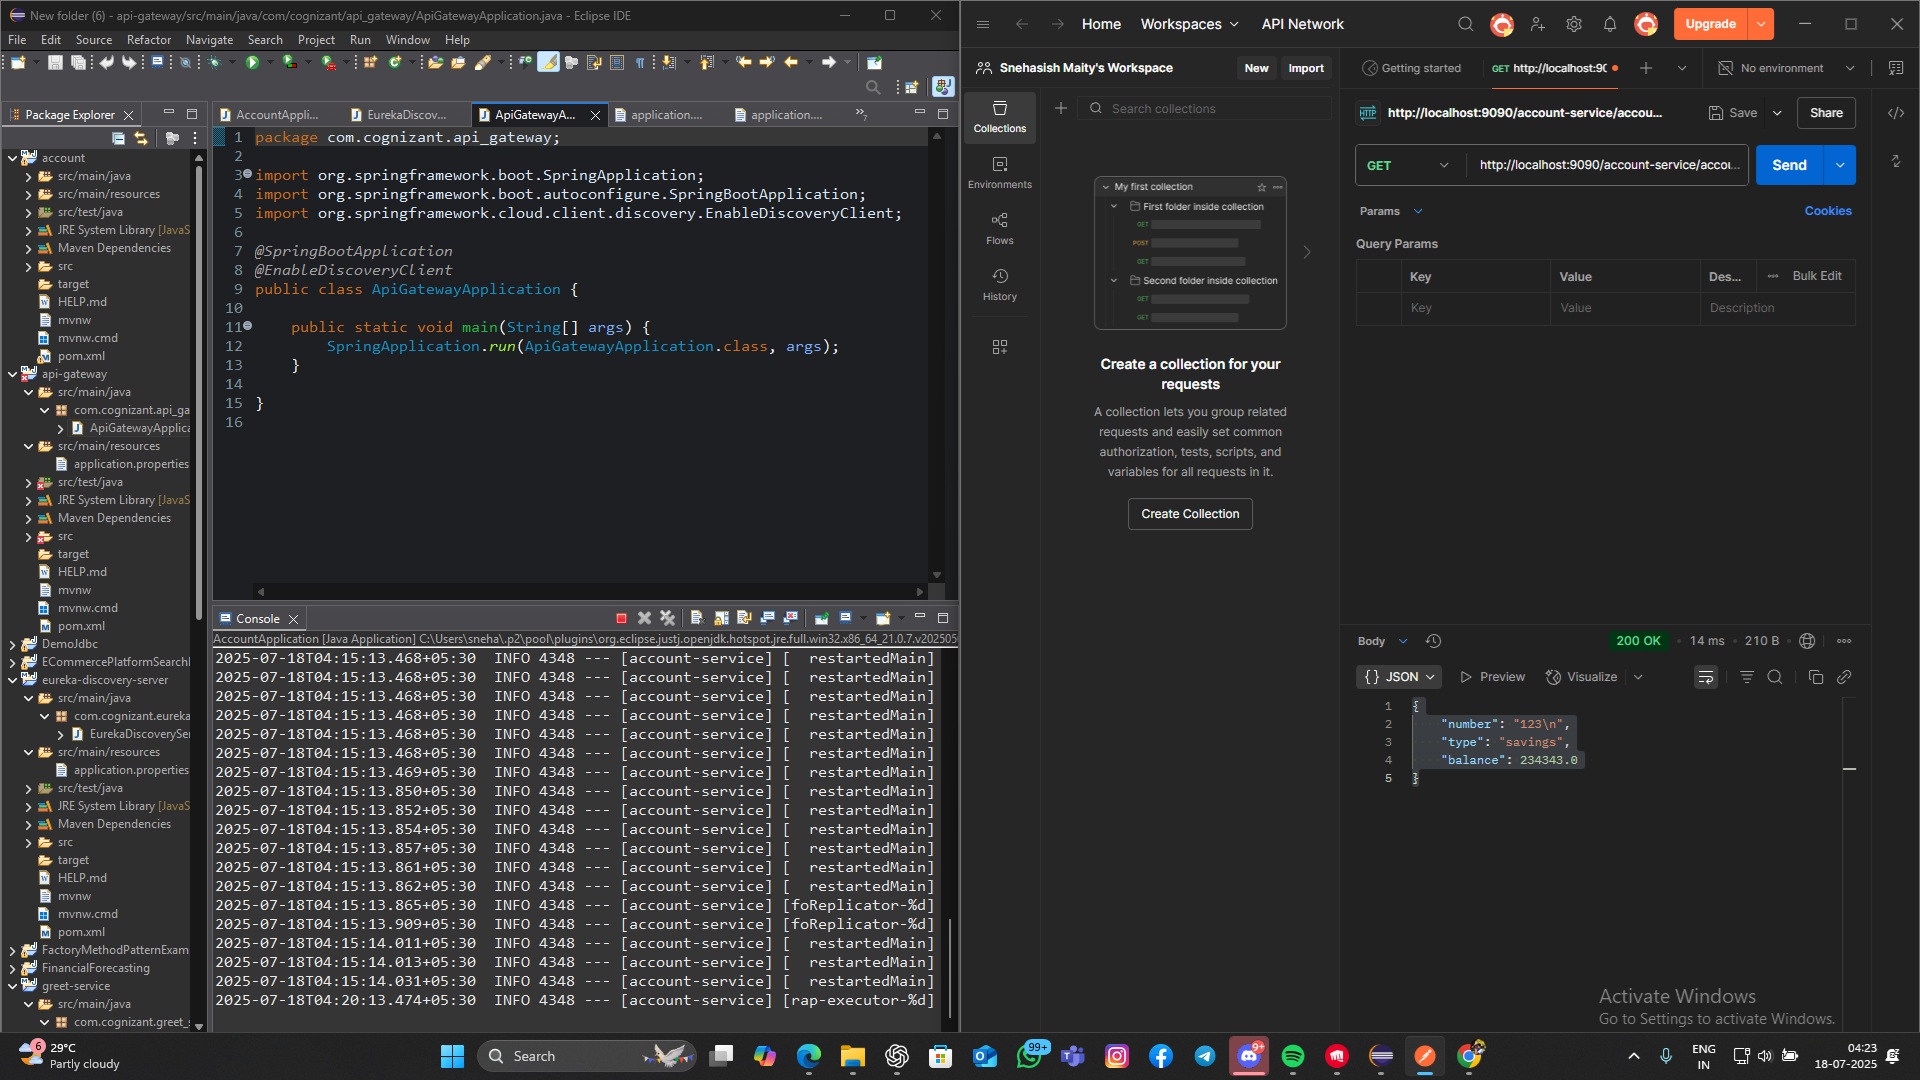 New folder (6) - api-gateway/src/main/java/com/cognizant/api_gateway/ApiGatewayApplication.java - Eclipse IDE
File Edit Source Refactor Navigate Search Project Run Window Help
Package Explorer
account
src/main/java
src/main/resources
src/test/java
JRE System Library [JavaS
Maven Dependencies
src
target
HELP.md
mvnw
mvnw.cmd
pom.xml
api-gateway
src/main/java
com.cognizant.api_ga
ApiGatewayApplica
src/main/resources
application.properties
src/test/java
JRE System Library [JavaS
Maven Dependencies
src
target
HELP.md
mvnw
mvnw.cmd
pom.xml
DemoJdbc
ECommercePlatformSearchI
eureka-discovery-server
src/main/java
com.cognizant.eureka
EurekaDiscoverySer
src/main/resources
application.properties
src/test/java
JRE System Library [JavaS
Maven Dependencies
src
target
HELP.md
mvnw
mvnw.cmd
pom.xml
FactoryMethodPatternExam
FinancialForecasting
greet-service
src/main/java
com.cognizant.greet_s
AccountAppli... EurekaDiscov... ApiGatewayA... application.... application.... »7
1 package com.cognizant.api_gateway;
2
3 import org.springframework.boot.SpringApplication;
4 import org.springframework.boot.autoconfigure.SpringBootApplication;
5 import org.springframework.cloud.client.discovery.EnableDiscoveryClient;
6
7 @SpringBootApplication
8 @EnableDiscoveryClient
9 public class ApiGatewayApplication {
10
11 public static void main(String[] args) {
12 SpringApplication.run(ApiGatewayApplication.class, args);
13 }
14
15 }
16
Console
AccountApplication [Java Application] C:\Users\sneha\.p2\pool\plugins\org.eclipse.justj.openjdk.hotspot.jre.full.win32.x86_64_21.0.7.v2025050
2025-07-18T04:15:13.468+05:30 INFO 4348 --- [account-service] [ restartedMain]
2025-07-18T04:15:13.468+05:30 INFO 4348 --- [account-service] [ restartedMain]
2025-07-18T04:15:13.468+05:30 INFO 4348 --- [account-service] [ restartedMain]
2025-07-18T04:15:13.468+05:30 INFO 4348 --- [account-service] [ restartedMain]
2025-07-18T04:15:13.468+05:30 INFO 4348 --- [account-service] [ restartedMain]
2025-07-18T04:15:13.468+05:30 INFO 4348 --- [account-service] [ restartedMain]
2025-07-18T04:15:13.469+05:30 INFO 4348 --- [account-service] [ restartedMain]
2025-07-18T04:15:13.850+05:30 INFO 4348 --- [account-service] [ restartedMain]
2025-07-18T04:15:13.852+05:30 INFO 4348 --- [account-service] [ restartedMain]
2025-07-18T04:15:13.854+05:30 INFO 4348 --- [account-service] [ restartedMain]
2025-07-18T04:15:13.857+05:30 INFO 4348 --- [account-service] [ restartedMain]
2025-07-18T04:15:13.861+05:30 INFO 4348 --- [account-service] [ restartedMain]
2025-07-18T04:15:13.862+05:30 INFO 4348 --- [account-service] [ restartedMain]
2025-07-18T04:15:13.865+05:30 INFO 4348 --- [account-service] [foReplicator-%d]
2025-07-18T04:15:13.909+05:30 INFO 4348 --- [account-service] [foReplicator-%d]
2025-07-18T04:15:14.011+05:30 INFO 4348 --- [account-service] [ restartedMain]
2025-07-18T04:15:14.013+05:30 INFO 4348 --- [account-service] [ restartedMain]
2025-07-18T04:15:14.031+05:30 INFO 4348 --- [account-service] [ restartedMain]
2025-07-18T04:20:13.474+05:30 INFO 4348 --- [account-service] [rap-executor-%d]
Home Workspaces API Network Upgrade
Snehasish Maity's Workspace New Import
Getting started GET http://localhost:90 No environment
Collections
Environments
Flows
History
Search collections
My first collection
First folder inside collection
GET
POST
GET
Second folder inside collection
GET
GET
Create a collection for your
requests
A collection lets you group related
requests and easily set common
authorization, tests, scripts, and
variables for all requests in it.
Create Collection
HTTP http://localhost:9090/account-service/accou... Save Share
GET http://localhost:9090/account-service/accou... Send
Params Cookies
Query Params
Key Value Des... Bulk Edit
Key Value Description
Body 200 OK 14 ms 210 B
{} JSON Preview Visualize
1 {
2 "number": "123\n",
3 "type": "savings",
4 "balance": 234343.0
5 }
Activate Windows
Go to Settings to activate Windows.
6 29°C
Partly cloudy
Search
99+
9+
ENG
IN
04:23
18-07-2025